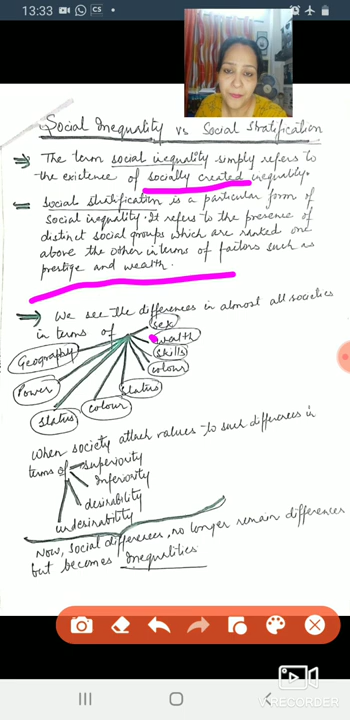 13:33
CS
Social Inequality vs Social Stratification
The term social inequality simply refers to
the existence of socially created inequality.
Social stratification is a particular form of
social inequality. It refers to the presence of
distinct social groups which are ranked one
above the other in terms of factors such as
prestige and wealth.
We see the differences in almost all societies
in terms of
sex
wealth
skills
colour
status
colour
status
Power
Geography
When society attach values to such differences in
terms of superiority
Inferiority
desirability
undesirability
Now, social differences, no longer remain differences
but becomes Inequalities
VRECORDER